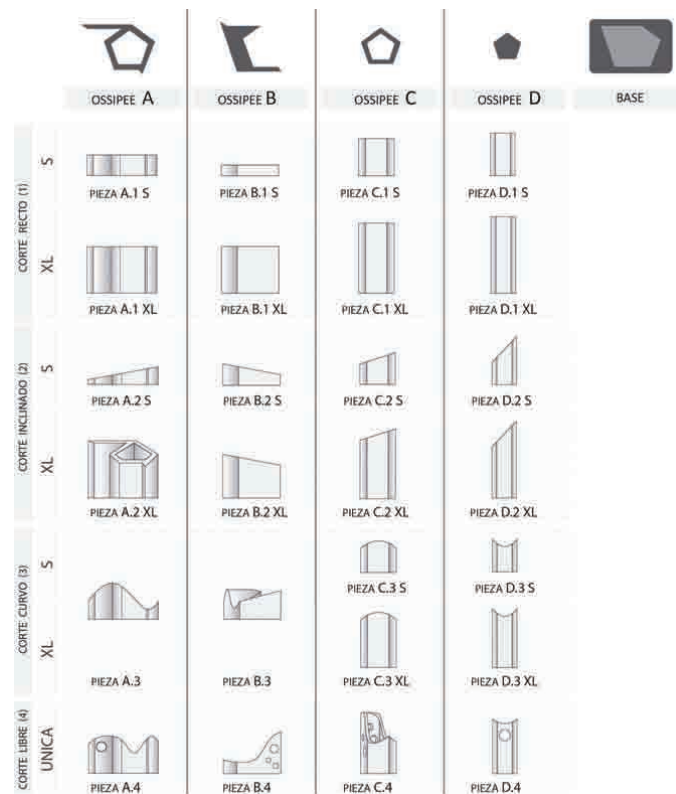 OSSIPEE A OSSIPEE B OSSIPEE C OSSIPEE D BASE
CORTE RECTO (1)
S
PIEZA A.1 S PIEZA B.1 S PIEZA C.1 S PIEZA D.1 S
XL
PIEZA A.1 XL PIEZA B.1 XL PIEZA C.1 XL PIEZA D.1 XL
CORTE INCLINADO (2)
S
PIEZA A.2 S PIEZA B.2 S PIEZA C.2 S PIEZA D.2 S
XL
PIEZA A.2 XL PIEZA B.2 XL PIEZA C.2 XL PIEZA D.2 XL
CORTE CURVO (3)
S
PIEZA C.3 S PIEZA D.3 S
XL
PIEZA A.3 PIEZA B.3 PIEZA C.3 XL PIEZA D.3 XL
CORTE LIBRE (4)
UNICA
PIEZA A.4 PIEZA B.4 PIEZA C.4 PIEZA D.4